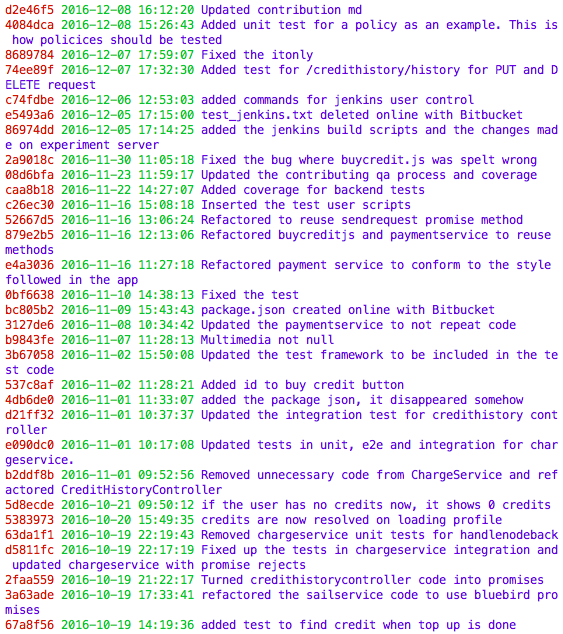 d2e46f5 2016-12-08 16:12:20 Updated contribution md
4084dca 2016-12-08 15:26:43 Added unit test for a policy as an example. This is
 how policices should be tested
8689784 2016-12-07 17:59:07 Fixed the itonly
74ee89f 2016-12-07 17:32:30 Added test for /credithistory/history for PUT and D
ELETE request
c74fdbe 2016-12-06 12:53:03 added commands for jenkins user control
e5493a6 2016-12-05 17:15:00 test_jenkins.txt deleted online with Bitbucket
86974dd 2016-12-05 17:14:25 added the jenkins build scripts and the changes mad
e on experiment server
2a9018c 2016-11-30 11:05:18 Fixed the bug where buycredit.js was spelt wrong
08d6bfa 2016-11-23 11:59:17 Updated the contributing qa process and coverage
caa8b18 2016-11-22 14:27:07 Added coverage for backend tests
c26ec30 2016-11-16 15:08:18 Inserted the test user scripts
52667d5 2016-11-16 13:06:24 Refactored to reuse sendrequest promise method
879e2b5 2016-11-16 12:13:06 Refactored buycreditjs and paymentservice to reuse
methods
e4a3036 2016-11-16 11:27:18 Refactored payment service to conform to the style
followed in the app
0bf6638 2016-11-10 14:38:13 Fixed the test
bc805b2 2016-11-09 15:43:43 package.json created online with Bitbucket
3127de6 2016-11-08 10:34:42 Updated the paymentservice to not repeat code
b9843fe 2016-11-07 11:28:13 Multimedia not null
3b67058 2016-11-02 15:50:08 Updated the test framework to be included in the te
st code
537c8af 2016-11-02 11:28:21 Added id to buy credit button
4db6de0 2016-11-01 11:33:07 added the package json, it disappeared somehow
d21ff32 2016-11-01 10:37:37 Updated the integration test for credithistory cont
roller
e090dc0 2016-11-01 10:17:08 Updated tests in unit, e2e and integration for char
geservice.
b2ddf8b 2016-11-01 09:52:56 Removed unnecessary code from ChargeService and ref
actored CreditHistoryController
5d8ecde 2016-10-21 09:50:12 if the user has no credits now, it shows 0 credits
5383973 2016-10-20 15:49:35 credits are now resolved on loading profile
63da1f1 2016-10-19 22:19:43 Removed chargeservice unit tests for handlenodeback
d5811fc 2016-10-19 22:17:19 Fixed up the tests in chargeservice integration and
 updated chargeservice with promise rejects
2faa559 2016-10-19 21:22:17 Turned credithistorycontroller code into promises
3a63ade 2016-10-19 17:33:41 refactored the sailservice code to use bluebird pro
mises
67a8f56 2016-10-19 14:19:36 added test to find credit when top up is done